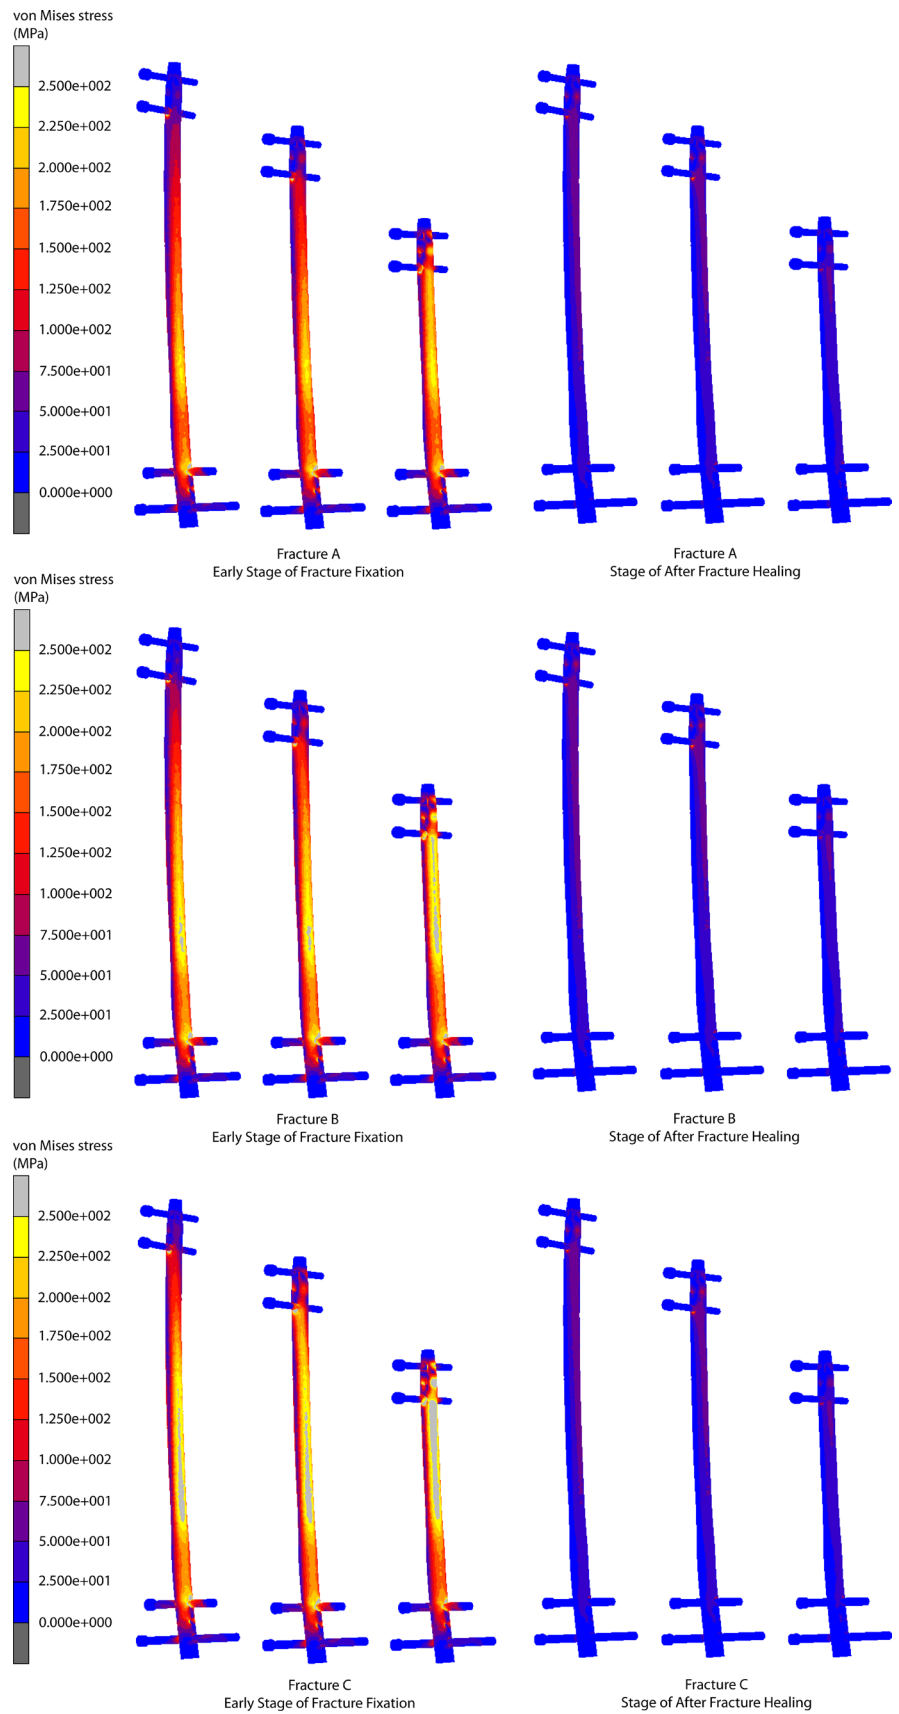 von Mises stress
(MPa)
2.500e+002
2.250e+002
2.000e+002
1.750e+002
1.500e+002
1.250e+002
1.000e+002
7.500e+001
5.000e+001
2.500e+001
0.000e+000
Fracture A
Early Stage of Fracture Fixation
Fracture A
Stage of After Fracture Healing
von Mises stress
(MPa)
2.500e+002
2.250e+002
2.000e+002
1.750e+002
1.500e+002
1.250e+002
1.000e+002
7.500e+001
5.000e+001
2.500e+001
0.000e+000
Fracture B
Early Stage of Fracture Fixation
Fracture B
Stage of After Fracture Healing
von Mises stress
(MPa)
2.500e+002
2.250e+002
2.000e+002
1.750e+002
1.500e+002
1.250e+002
1.000e+002
7.500e+001
5.000e+001
2.500e+001
0.000e+000
Fracture C
Early Stage of Fracture Fixation
Fracture C
Stage of After Fracture Healing